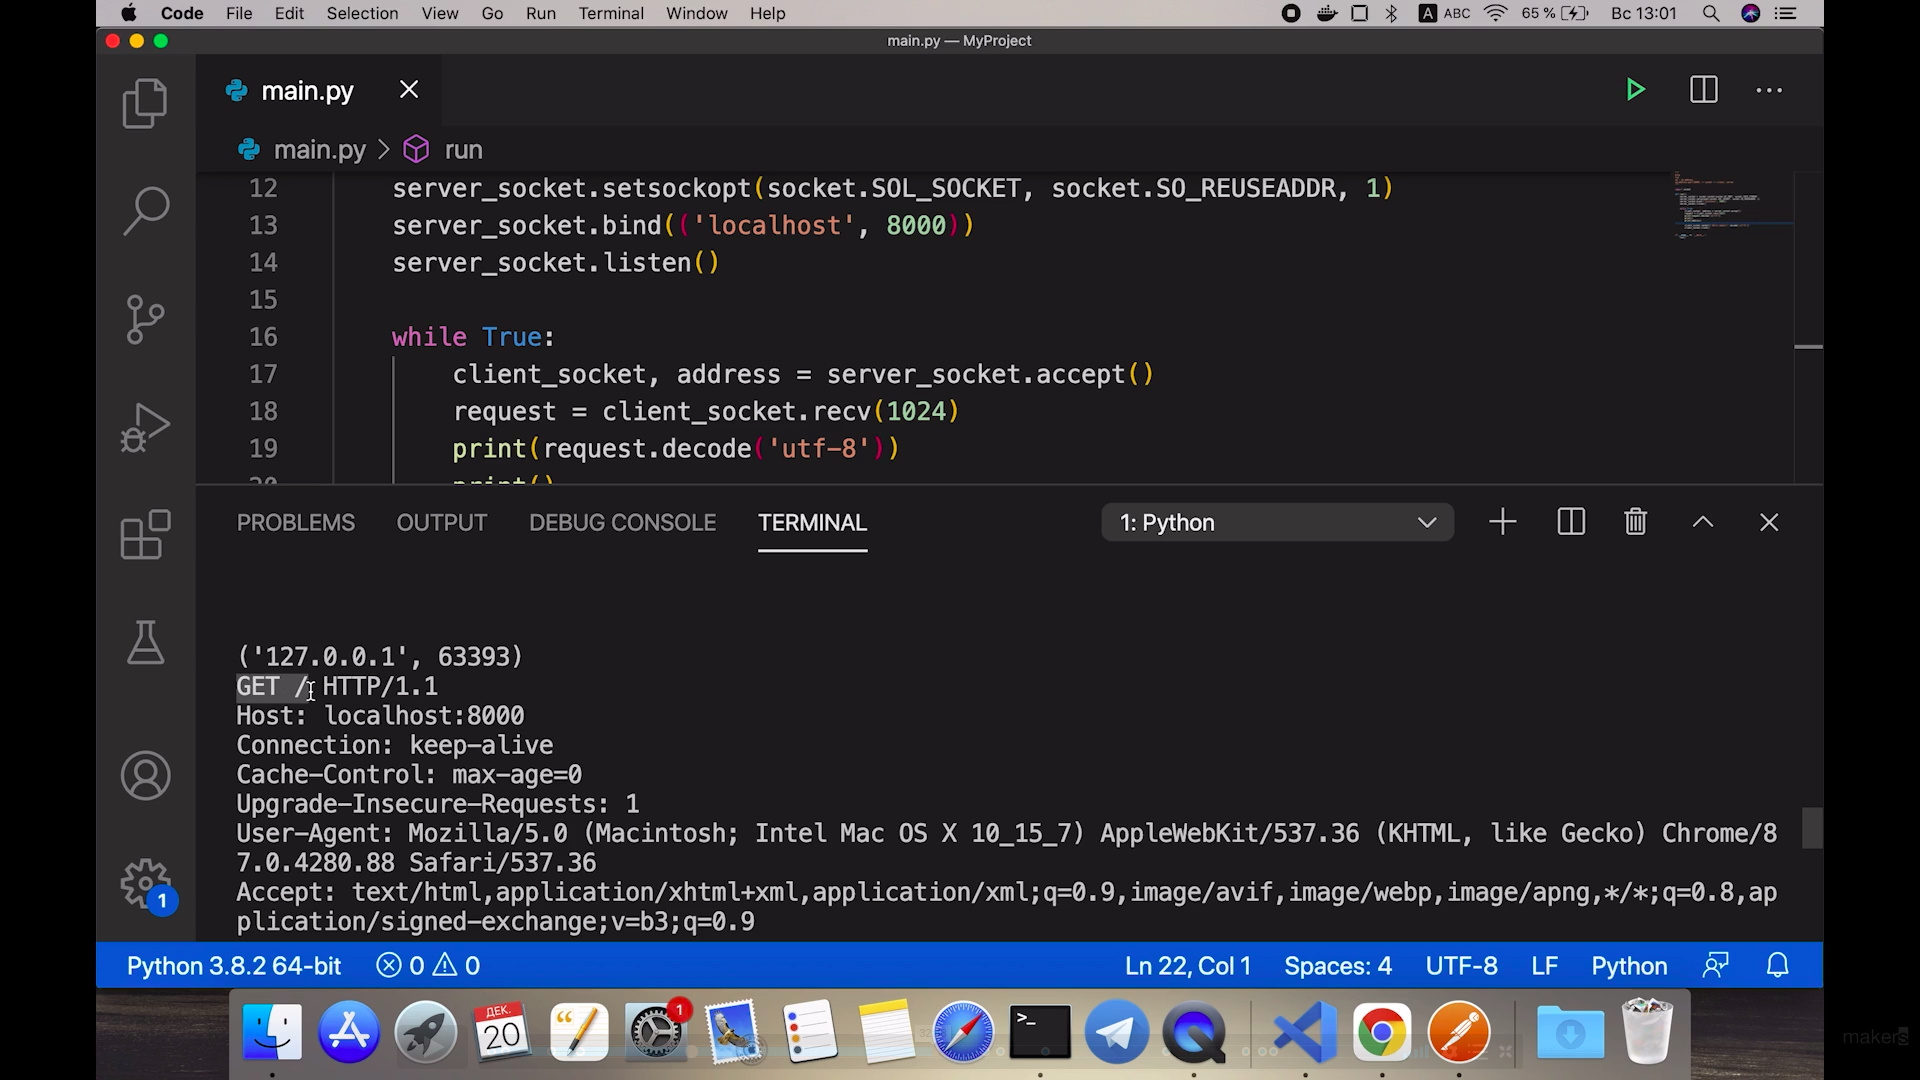 Code File Edit Selection View Go Run Terminal Window Help A ABC 65 % Вс 13:01
main.py — MyProject
main.py
main.py > run
12 server_socket.setsockopt(socket.SOL_SOCKET, socket.SO_REUSEADDR, 1)
13 server_socket.bind(('localhost', 8000))
14 server_socket.listen()
15
16 while True:
17 client_socket, address = server_socket.accept()
18 request = client_socket.recv(1024)
19 print(request.decode('utf-8'))
20 print()
PROBLEMS OUTPUT DEBUG CONSOLE TERMINAL 1: Python
('127.0.0.1', 63393)
GET / HTTP/1.1
Host: localhost:8000
Connection: keep-alive
Cache-Control: max-age=0
Upgrade-Insecure-Requests: 1
User-Agent: Mozilla/5.0 (Macintosh; Intel Mac OS X 10_15_7) AppleWebKit/537.36 (KHTML, like Gecko) Chrome/8
7.0.4280.88 Safari/537.36
Accept: text/html,application/xhtml+xml,application/xml;q=0.9,image/avif,image/webp,image/apng,*/*;q=0.8,ap
plication/signed-exchange;v=b3;q=0.9
1
Python 3.8.2 64-bit 0 0 Ln 22, Col 1 Spaces: 4 UTF-8 LF Python
ДЕК.
20
1
makers